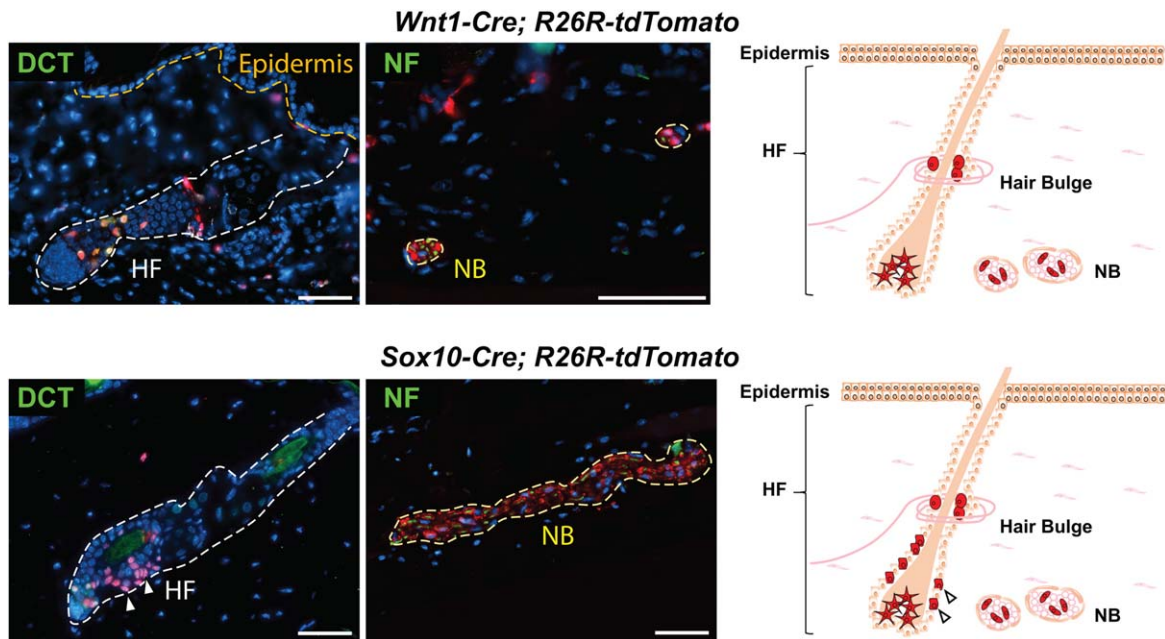 Wnt1-Cre; R26R-tdTomato
DCT
Epidermis
HF
NF
NB
Epidermis
HF
Hair Bulge
NB
Sox10-Cre; R26R-tdTomato
DCT
HF
NF
NB
Epidermis
HF
Hair Bulge
NB